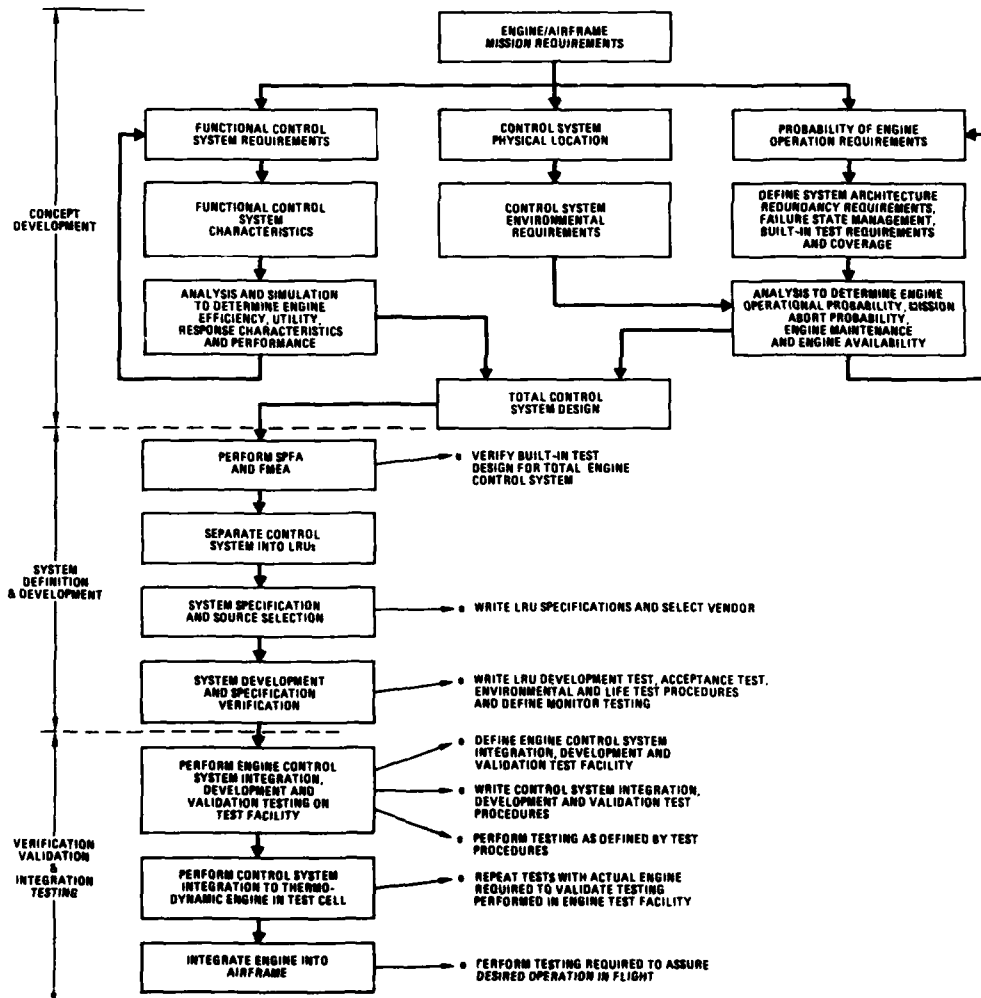 ENGINE/AIRFRAME
MISSION REQUIREMENTS
FUNCTIONAL CONTROL
SYSTEM REQUIREMENTS
CONTROL SYSTEM
PHYSICAL LOCATION
PROBABILITY OF ENGINE
OPERATION REQUIREMENTS
CONCEPT
DEVELOPMENT
FUNCTIONAL CONTROL
SYSTEM
CHARACTERISTICS
CONTROL SYSTEM
ENVIRONMENTAL
REQUIREMENTS
DEFINE SYSTEM ARCHITECTURE
REDUNDANCY REQUIREMENTS,
FAILURE STATE MANAGEMENT,
BUILT-IN TEST REQUIREMENTS
AND COVERAGE
ANALYSIS AND SIMULATION
TO DETERMINE ENGINE
EFFICIENCY, UTILITY,
RESPONSE CHARACTERISTICS
AND PERFORMANCE
ANALYSIS TO DETERMINE ENGINE
OPERATIONAL PROBABILITY, MISSION
ABORT PROBABILITY,
ENGINE MAINTENANCE
AND ENGINE AVAILABILITY
TOTAL CONTROL
SYSTEM DESIGN
SYSTEM
DEFINITION
& DEVELOPMENT
PERFORM SPFA
AND FMEA
VERIFY BUILT-IN TEST
DESIGN FOR TOTAL ENGINE
CONTROL SYSTEM
SEPARATE CONTROL
SYSTEM INTO LRUs
SYSTEM SPECIFICATION
AND SOURCE SELECTION
WRITE LRU SPECIFICATIONS AND SELECT VENDOR
SYSTEM DEVELOPMENT
AND SPECIFICATION
VERIFICATION
WRITE LRU DEVELOPMENT TEST, ACCEPTANCE TEST,
ENVIRONMENTAL AND LIFE TEST PROCEDURES
AND DEFINE MONITOR TESTING
VERIFICATION
VALIDATION
&
INTEGRATION
TESTING
PERFORM ENGINE CONTROL
SYSTEM INTEGRATION,
DEVELOPMENT AND
VALIDATION TESTING ON
TEST FACILITY
DEFINE ENGINE CONTROL SYSTEM
INTEGRATION, DEVELOPMENT AND
VALIDATION TEST FACILITY
WRITE CONTROL SYSTEM INTEGRATION,
DEVELOPMENT AND VALIDATION TEST
PROCEDURES
PERFORM TESTING AS DEFINED BY TEST
PROCEDURES
PERFORM CONTROL SYSTEM
INTEGRATION TO THERMO-
DYNAMIC ENGINE IN TEST CELL
REPEAT TESTS WITH ACTUAL ENGINE
REQUIRED TO VALIDATE TESTING
PERFORMED IN ENGINE TEST FACILITY
INTEGRATE ENGINE INTO
AIRFRAME
PERFORM TESTING REQUIRED TO ASSURE
DESIRED OPERATION IN FLIGHT